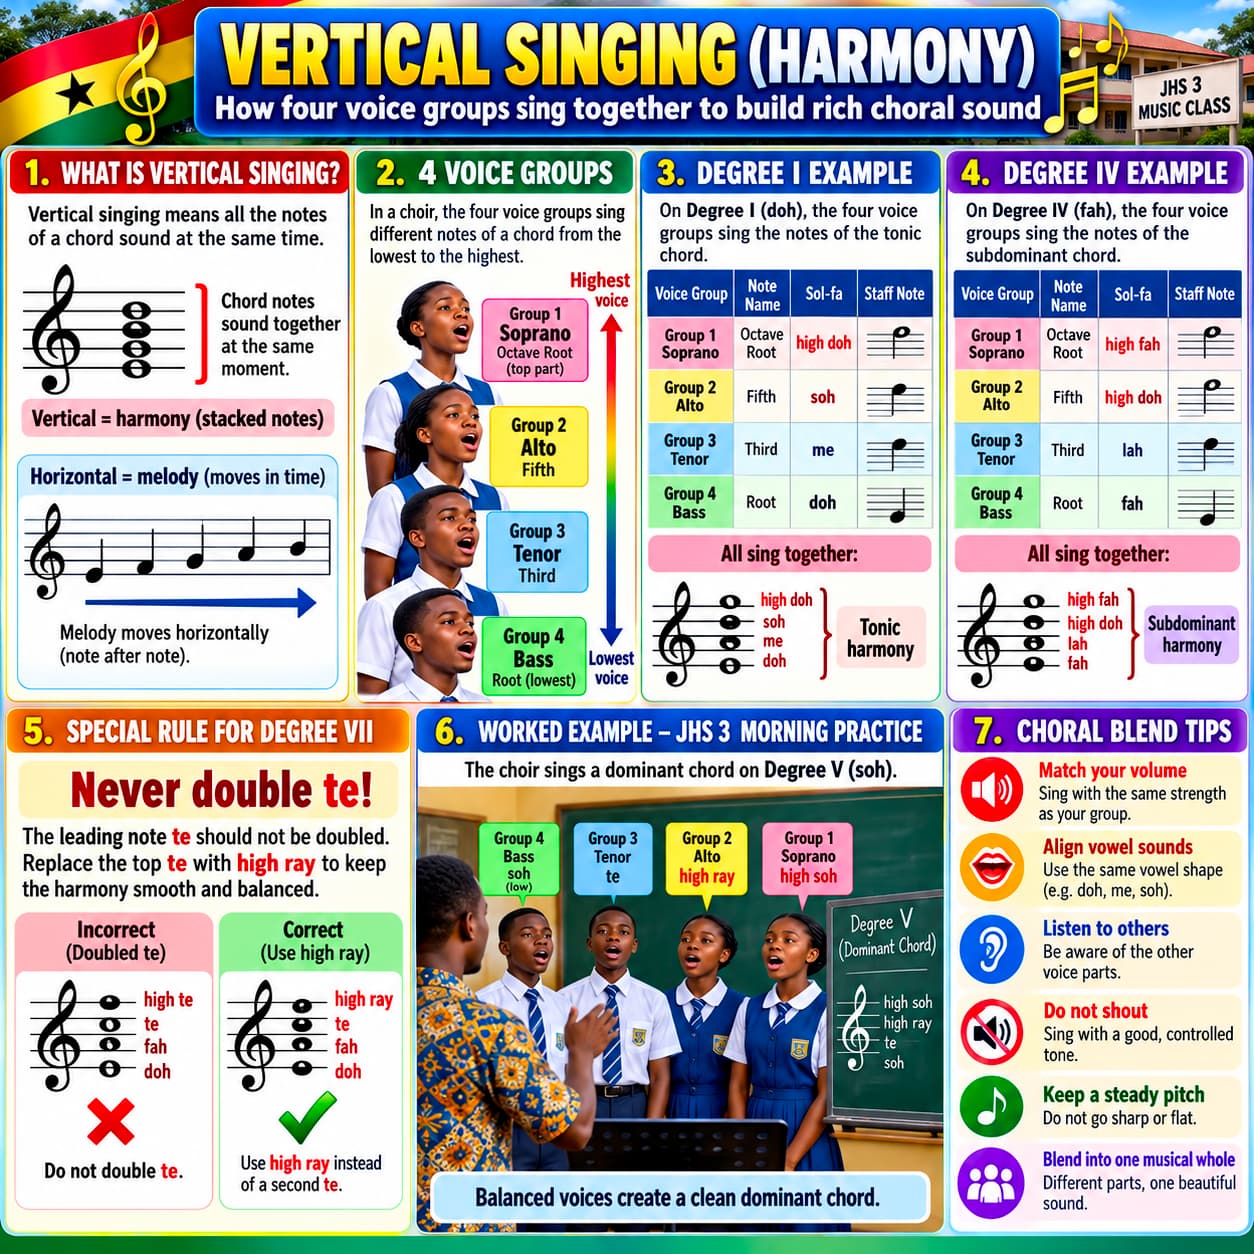 VERTICAL SINGING (HARMONY)
How four voice groups sing together to build rich choral sound
JHS 3
MUSIC CLASS
1. WHAT IS VERTICAL SINGING?
Vertical singing means all the notes
of a chord sound at the same time.
Chord notes
sound together
at the same
moment.
Vertical = harmony (stacked notes)
Horizontal = melody (moves in time)
Melody moves horizontally
(note after note).
2. 4 VOICE GROUPS
In a choir, the four voice groups sing
different notes of a chord from the
lowest to the highest.
Highest
voice
Group 1
Soprano
Octave Root
(top part)
Group 2
Alto
Fifth
Group 3
Tenor
Third
Group 4
Bass
Root (lowest)
Lowest
voice
3. DEGREE I EXAMPLE
On Degree I (doh), the four voice
groups sing the notes of the tonic
chord.
Voice Group Note Name Sol-fa Staff Note
Group 1 Soprano Octave Root high doh
Group 2 Alto Fifth soh
Group 3 Tenor Third me
Group 4 Bass Root doh
All sing together:
high doh
soh
me
doh
Tonic
harmony
4. DEGREE IV EXAMPLE
On Degree IV (fah), the four voice
groups sing the notes of the
subdominant chord.
Voice Group Note Name Sol-fa Staff Note
Group 1 Soprano Octave Root high fah
Group 2 Alto Fifth high doh
Group 3 Tenor Third lah
Group 4 Bass Root fah
All sing together:
high fah
high doh
lah
fah
Subdominant
harmony
5. SPECIAL RULE FOR DEGREE VII
Never double te!
The leading note te should not be doubled.
Replace the top te with high ray to keep
the harmony smooth and balanced.
Incorrect
(Doubled te)
high te
te
fah
doh
Do not double te.
Correct
(Use high ray)
high ray
te
fah
doh
Use high ray instead
of a second te.
6. WORKED EXAMPLE – JHS 3 MORNING PRACTICE
The choir sings a dominant chord on Degree V (soh).
Group 4
Bass
soh
(low)
Group 3
Tenor
te
Group 2
Alto
high ray
Group 1
Soprano
high soh
Degree V
(Dominant Chord)
high soh
high ray
te
soh
Balanced voices create a clean dominant chord.
7. CHORAL BLEND TIPS
Match your volume
Sing with the same strength
as your group.
Align vowel sounds
Use the same vowel shape
(e.g. doh, me, soh).
Listen to others
Be aware of the other
voice parts.
Do not shout
Sing with a good, controlled
tone.
Keep a steady pitch
Do not go sharp or flat.
Blend into one musical whole
Different parts, one beautiful
sound.